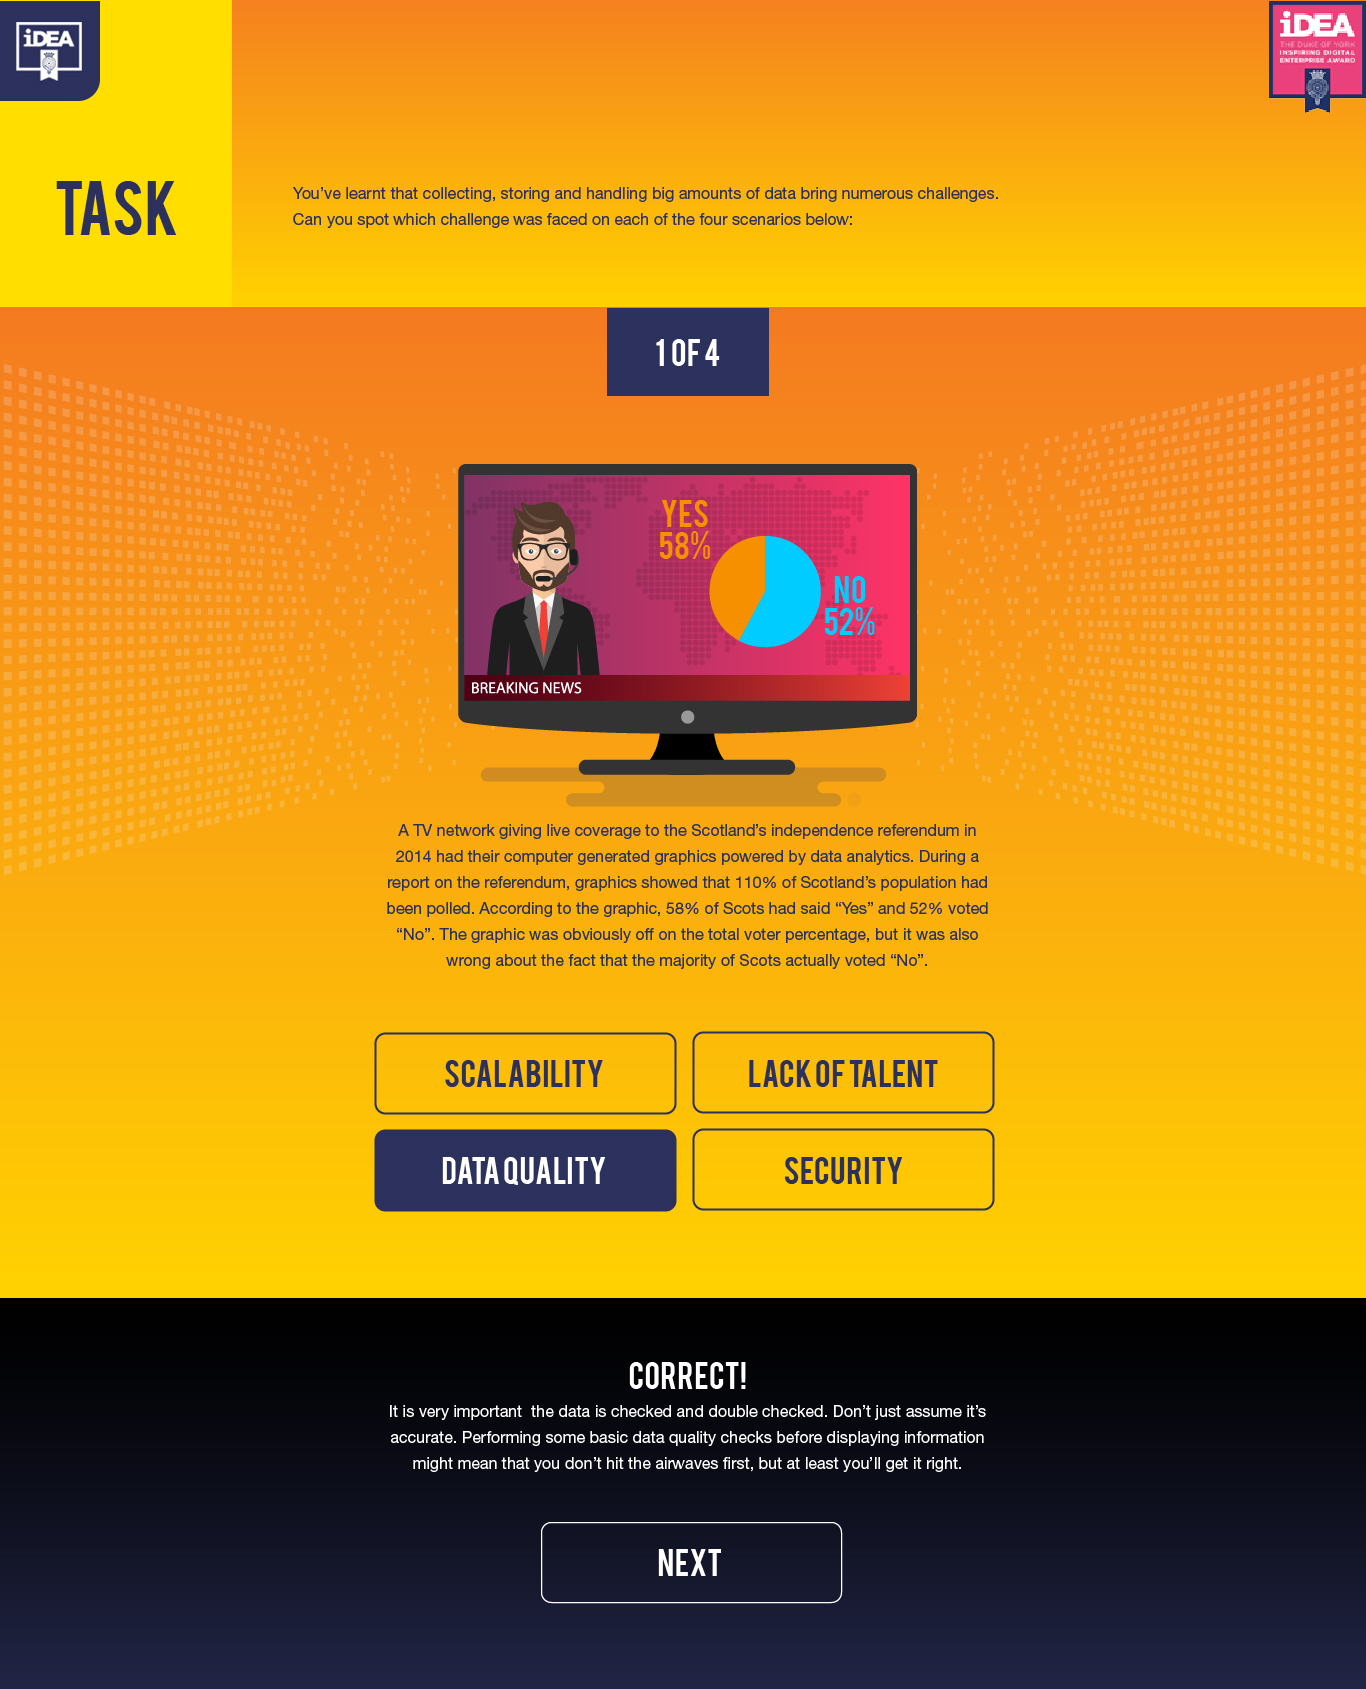 iDEA
iDEA
THE DUKE OF YORK
INSPIRING DIGITAL
ENTERPRISE AWARD
TASK
You’ve learnt that collecting, storing and handling big amounts of data bring numerous challenges.
Can you spot which challenge was faced on each of the four scenarios below:
1 OF 4
YES
58%
NO
52%
BREAKING NEWS
A TV network giving live coverage to the Scotland’s independence referendum in
2014 had their computer generated graphics powered by data analytics. During a
report on the referendum, graphics showed that 110% of Scotland’s population had
been polled. According to the graphic, 58% of Scots had said “Yes” and 52% voted
“No”. The graphic was obviously off on the total voter percentage, but it was also
wrong about the fact that the majority of Scots actually voted “No”.
SCALABILITY
LACK OF TALENT
DATA QUALITY
SECURITY
CORRECT!
It is very important  the data is checked and double checked. Don’t just assume it’s
accurate. Performing some basic data quality checks before displaying information
might mean that you don’t hit the airwaves first, but at least you’ll get it right.
NEXT